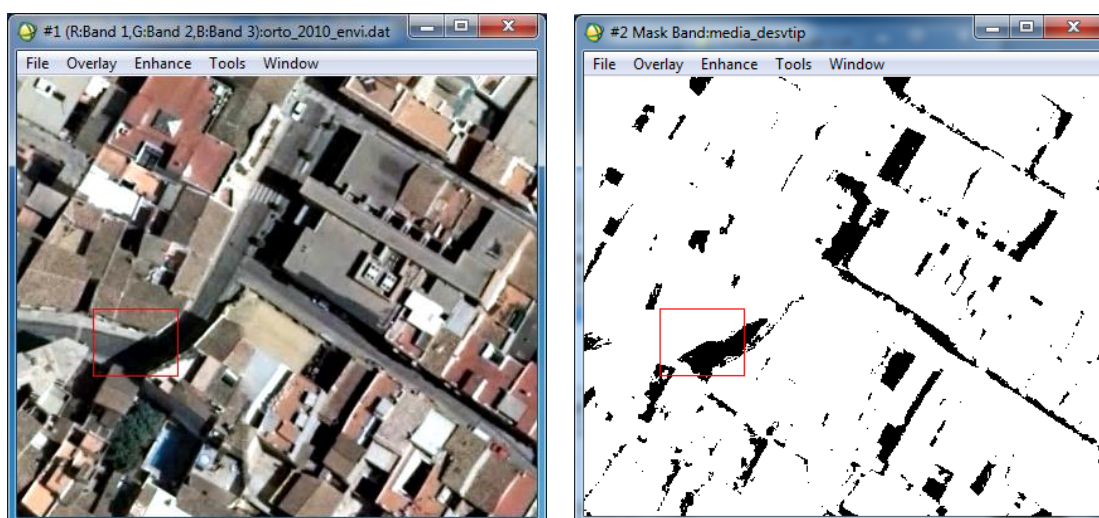 #1 (R:Band 1,G:Band 2,B:Band 3):orto_2010_envi.dat
File Overlay Enhance Tools Window
#2 Mask Band:media_desvtip
File Overlay Enhance Tools Window